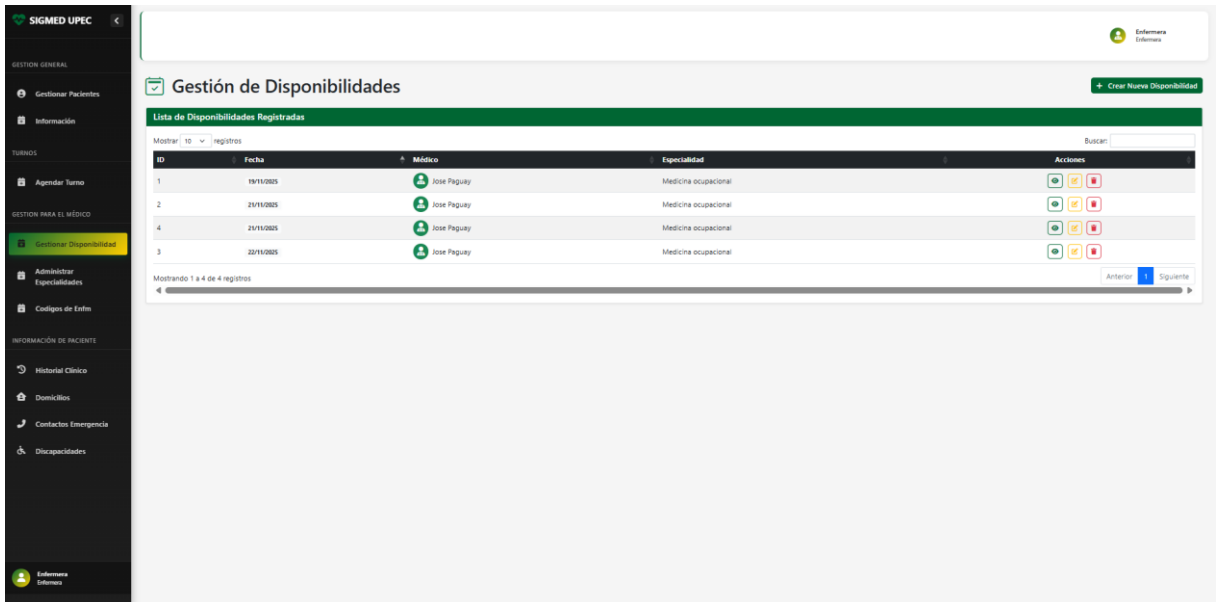 SIGMED UPEC
GESTION GENERAL
Gestionar Pacientes
Información
TURNOS
Agendar Turno
GESTION PARA EL MÉDICO
Gestionar Disponibilidad
Administrar
Especialidades
Codigos de Enfm
INFORMACIÓN DE PACIENTE
Historial Clínico
Domicilios
Contactos Emergencia
Discapacidades
Enfermera
Enfermera
Enfermera
Enfermera
Gestión de Disponibilidades
+ Crear Nueva Disponibilidad
Lista de Disponibilidades Registradas
Mostrar 10 registros Buscar:
ID Fecha Médico Especialidad Acciones
1 19/11/2025 Jose Paguay Medicina ocupacional
2 21/11/2025 Jose Paguay Medicina ocupacional
4 21/11/2025 Jose Paguay Medicina ocupacional
3 22/11/2025 Jose Paguay Medicina ocupacional
Mostrando 1 a 4 de 4 registros Anterior 1 Siguiente